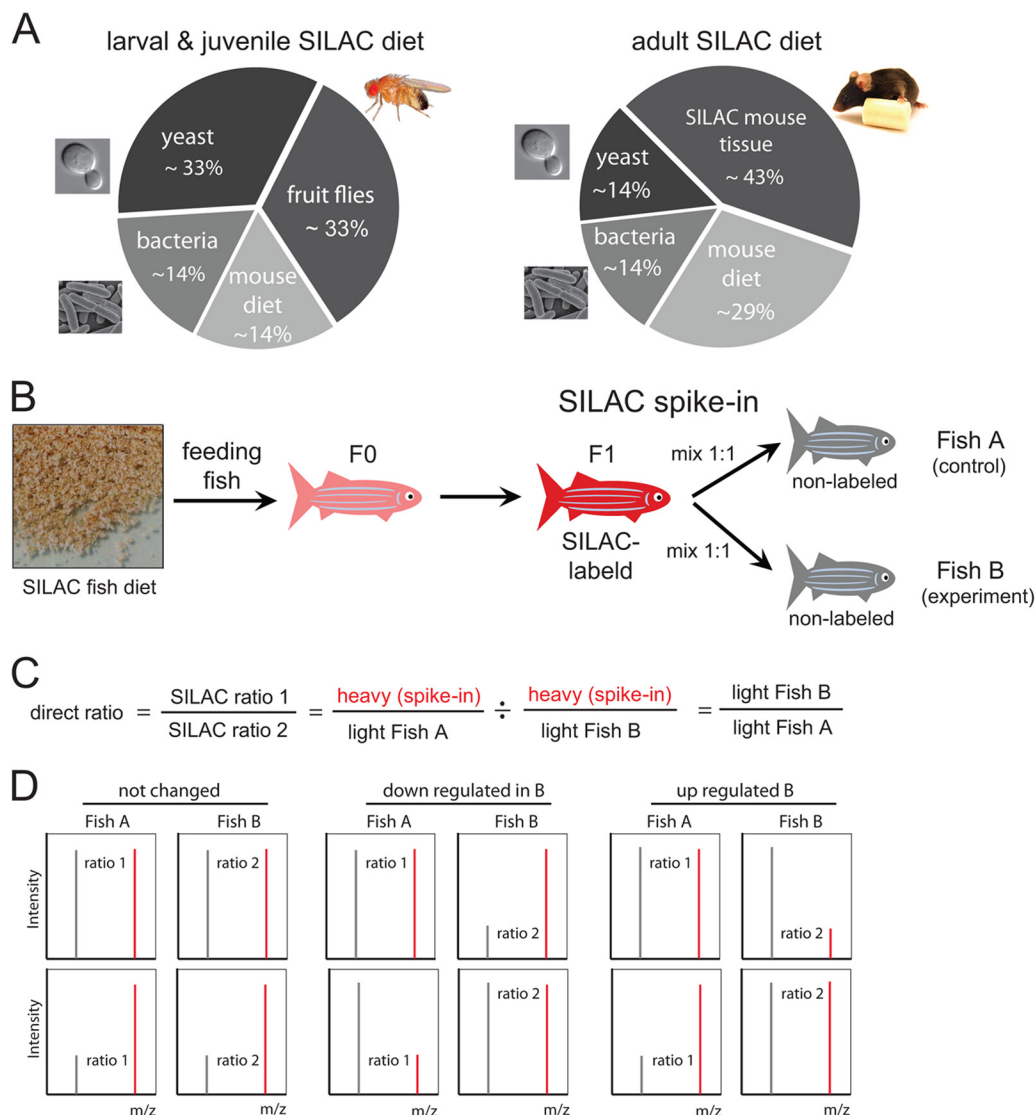 A
larval & juvenile SILAC diet
yeast
~ 33%
fruit flies
~ 33%
bacteria
~14%
mouse
diet
~14%
adult SILAC diet
SILAC mouse
tissue
~ 43%
yeast
~14%
bacteria
~14%
mouse
diet
~29%
B
SILAC spike-in
SILAC fish diet
feeding
fish
F0
F1
SILAC-
labeld
mix 1:1
mix 1:1
non-labeled
Fish A
(control)
non-labeled
Fish B
(experiment)
C
direct ratio = SILAC ratio 1 / SILAC ratio 2 = heavy (spike-in) / light Fish A ÷ heavy (spike-in) / light Fish B = light Fish B / light Fish A
D
not changed
down regulated in B
up regulated B
Fish A
Fish B
Fish A
Fish B
Fish A
Fish B
Intensity
ratio 1
ratio 2
ratio 1
ratio 2
ratio 1
ratio 2
Intensity
ratio 1
ratio 2
ratio 1
ratio 2
ratio 1
ratio 2
m/z
m/z
m/z
m/z
m/z
m/z